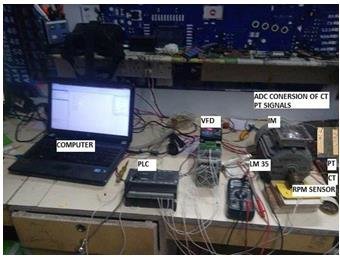 ADC CONERSION OF CT
PT SIGNALS
VFD
IM
COMPUTER
PLC
LM 35
PT
CT
RPM SENSOR